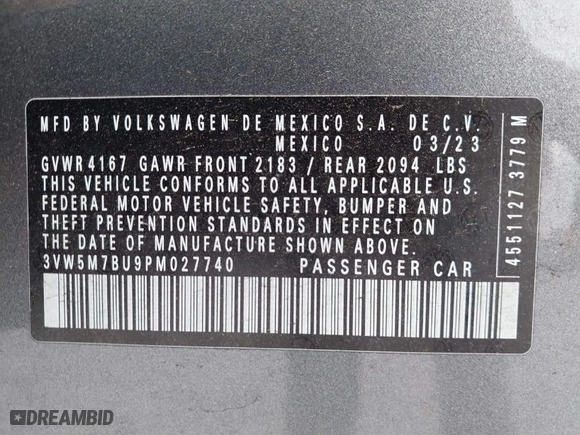 MFD BY VOLKSWAGEN DE MEXICO S.A. DE C.V.
MEXICO 03/23
GVWR 4167 GAWR FRONT 2183 / REAR 2094 LBS
THIS VEHICLE CONFORMS TO ALL APPLICABLE U.S.
FEDERAL MOTOR VEHICLE SAFETY, BUMPER AND
THEFT PREVENTION STANDARDS IN EFFECT ON
THE DATE OF MANUFACTURE SHOWN ABOVE.
3VW5M7BU9PM027740 PASSENGER CAR
4551127 3779 M
DREAMBID